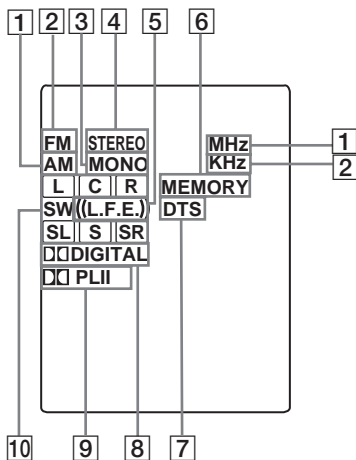 1 2 3 4 5 6
FM STEREO MHz 1
AM MONO KHz 2
L C R MEMORY
SW ((L.F.E.)) DTS
SL S SR
DIGITAL
PLII
10 9 8 7